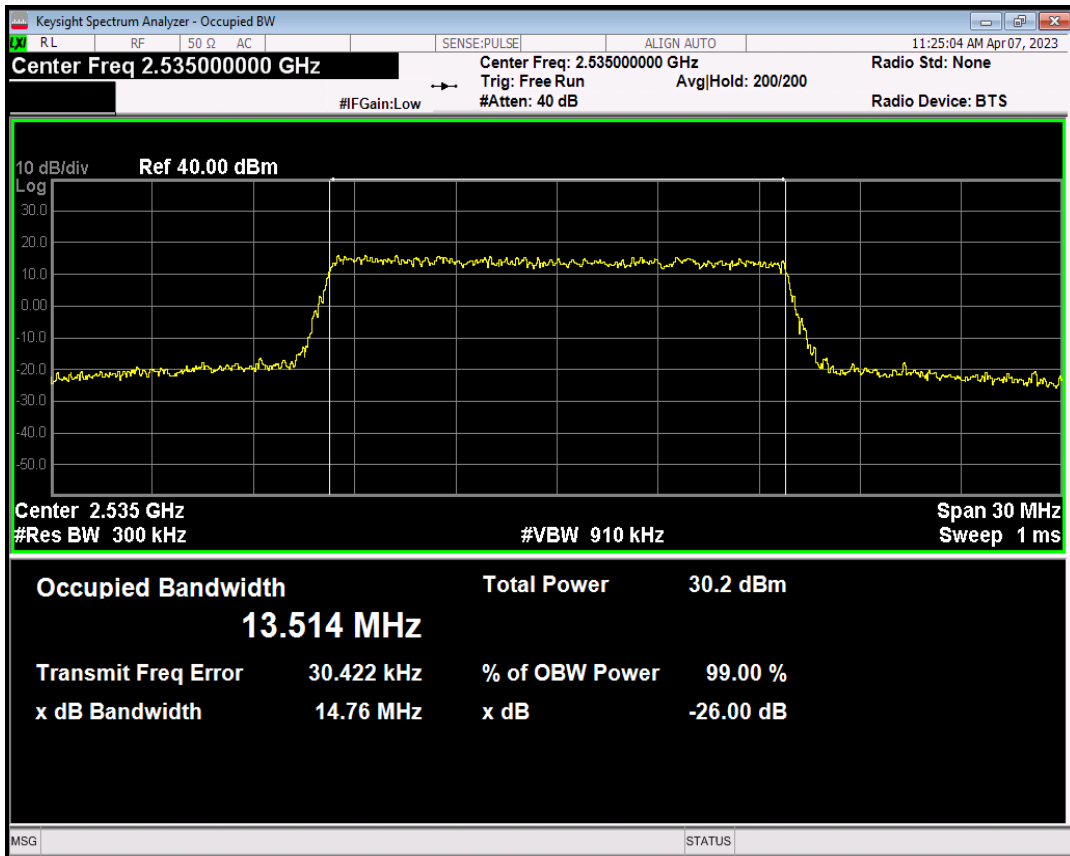 Keysight Spectrum Analyzer - Occupied BW
LXI RL RF 50 Ω AC SENSE:PULSE ALIGN AUTO 11:25:04 AM Apr 07, 2023
Center Freq 2.535000000 GHz Center Freq: 2.535000000 GHz Radio Std: None
Trig: Free Run Avg|Hold: 200/200
#IFGain:Low #Atten: 40 dB Radio Device: BTS
10 dB/div Ref 40.00 dBm
Log
30.0
20.0
10.0
0.00
-10.0
-20.0
-30.0
-40.0
-50.0
Center 2.535 GHz Span 30 MHz
#Res BW 300 kHz #VBW 910 kHz Sweep 1 ms
Occupied Bandwidth Total Power 30.2 dBm
13.514 MHz
Transmit Freq Error 30.422 kHz % of OBW Power 99.00 %
x dB Bandwidth 14.76 MHz x dB -26.00 dB
MSG STATUS